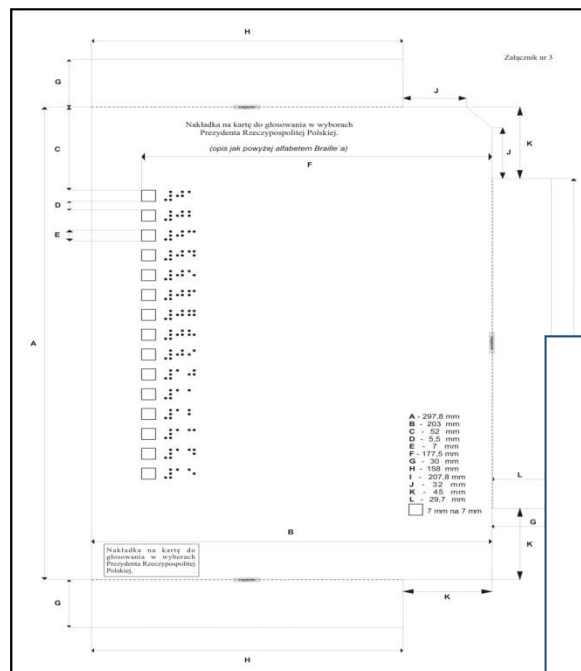 H
Załącznik nr 3
G
J
Nakładka na kartę do głosowania w wyborach
Prezydenta Rzeczypospolitej Polskiej.
K
C
J
(opis jak powyżej alfabetem Braille`a)
F
D
E
A
A - 297,8 mm
B - 203 mm
C - 52 mm
D - 5,5 mm
E - 7 mm
F - 177,5 mm
G - 30 mm
H - 158 mm
I - 207,8 mm
J - 32 mm
K - 45 mm
L - 29,7 mm
7 mm na 7 mm
L
G
B
K
Nakładka na kartę do
głosowania w wyborach
Prezydenta Rzeczypospolitej
Polskiej.
K
G
H